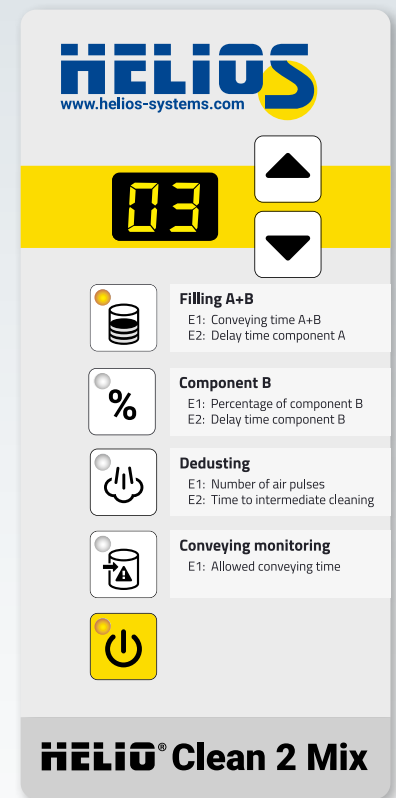 HELIOS
www.helios-systems.com
03
Filling A+B
E1: Conveying time A+B
E2: Delay time component A
%
Component B
E1: Percentage of component B
E2: Delay time component B
Dedusting
E1: Number of air pulses
E2: Time to intermediate cleaning
Conveying monitoring
E1: Allowed conveying time
HELIO® Clean 2 Mix